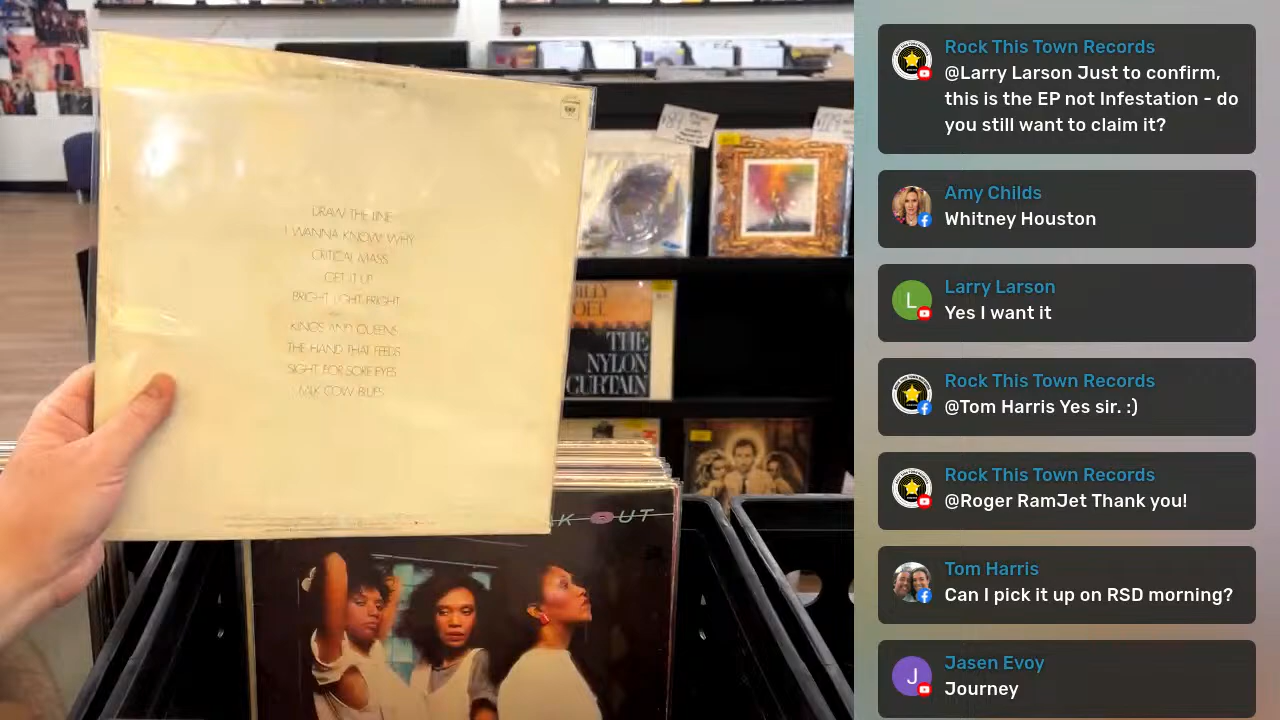 DRAW THE LINE
I WANNA KNOW WHY
CRITICAL MASS
GET IT UP
BRIGHT LIGHT FRIGHT
KINGS AND QUEENS
THE HAND THAT FEEDS
SIGHT FOR SORE EYES
MILK COW BLUES
BILLY
JOEL
THE
NYLON
CURTAIN
K OUT
Rock This Town Records
@Larry Larson Just to confirm,
this is the EP not Infestation - do
you still want to claim it?
Amy Childs
Whitney Houston
L
Larry Larson
Yes I want it
Rock This Town Records
@Tom Harris Yes sir. :)
Rock This Town Records
@Roger RamJet Thank you!
Tom Harris
Can I pick it up on RSD morning?
J
Jasen Evoy
Journey